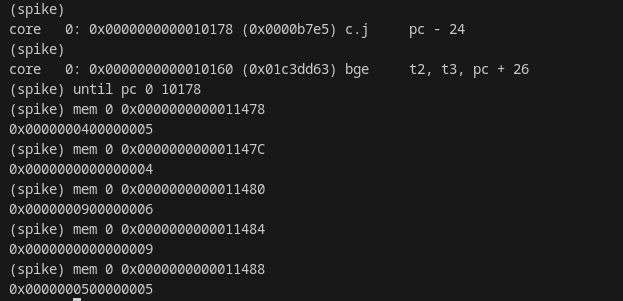 (spike)
core   0: 0x0000000000010178 (0x0000b7e5) c.j     pc - 24
(spike)
core   0: 0x0000000000010160 (0x01c3dd63) bge     t2, t3, pc + 26
(spike) until pc 0 10178
(spike) mem 0 0x0000000000011478
0x0000000400000005
(spike) mem 0 0x000000000001147C
0x0000000000000004
(spike) mem 0 0x0000000000011480
0x0000000900000006
(spike) mem 0 0x0000000000011484
0x0000000000000009
(spike) mem 0 0x0000000000011488
0x0000000500000005